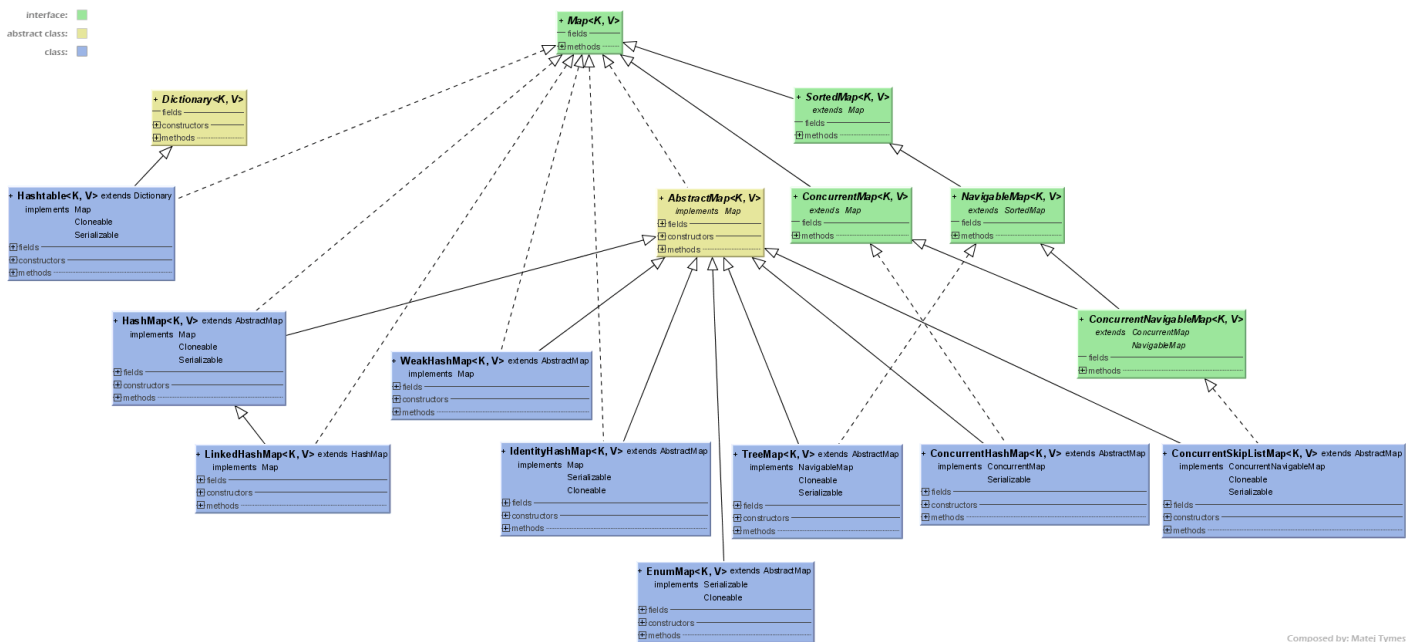 interface:
abstract class:
class:
+ Map<K, V>
fields
methods
+ Dictionary<K, V>
fields
constructors
methods
+ SortedMap<K, V>
extends Map
fields
methods
+ Hashtable<K, V> extends Dictionary
implements Map
Cloneable
Serializable
fields
constructors
methods
+ AbstractMap<K, V>
implements Map
fields
constructors
methods
+ ConcurrentMap<K, V>
extends Map
fields
methods
+ NavigableMap<K, V>
extends SortedMap
fields
methods
+ HashMap<K, V> extends AbstractMap
implements Map
Cloneable
Serializable
fields
constructors
methods
+ WeakHashMap<K, V> extends AbstractMap
implements Map
fields
constructors
methods
+ ConcurrentNavigableMap<K, V>
extends ConcurrentMap
NavigableMap
fields
methods
+ LinkedHashMap<K, V> extends HashMap
implements Map
fields
constructors
methods
+ IdentityHashMap<K, V> extends AbstractMap
implements Map
Serializable
Cloneable
fields
constructors
methods
+ TreeMap<K, V> extends AbstractMap
implements NavigableMap
Cloneable
Serializable
fields
constructors
methods
+ ConcurrentHashMap<K, V> extends AbstractMap
implements ConcurrentMap
Serializable
fields
constructors
methods
+ ConcurrentSkipListMap<K, V> extends AbstractMap
implements ConcurrentNavigableMap
Cloneable
Serializable
fields
constructors
methods
+ EnumMap<K, V> extends AbstractMap
implements Serializable
Cloneable
fields
constructors
methods
Composed by: Matej Tymes